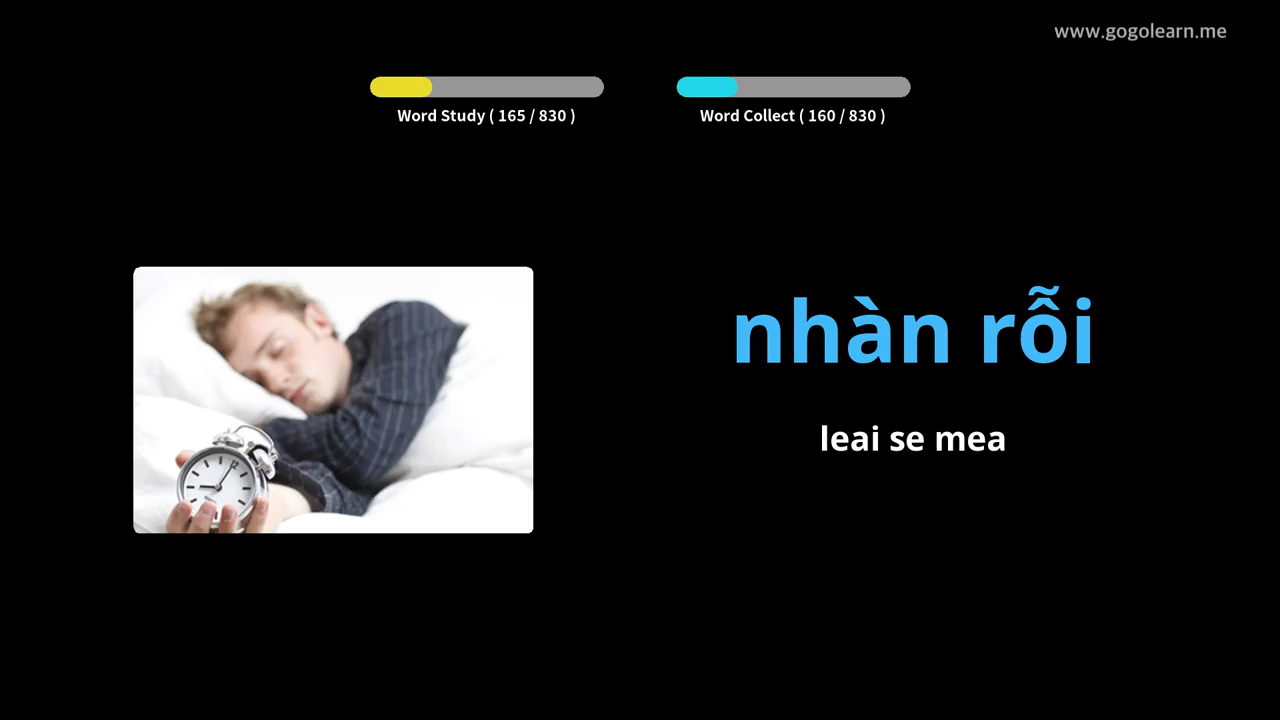 www.gogolearn.me
Word Study ( 165 / 830 )
Word Collect ( 160 / 830 )
nhàn rỗi
leai se mea